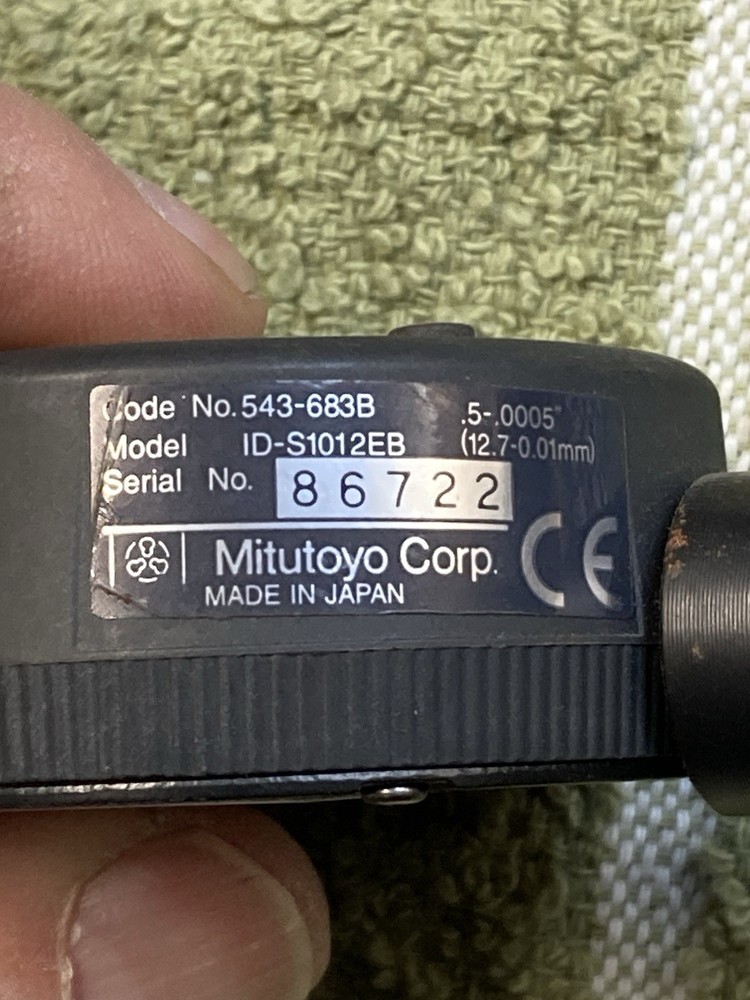 Code No. 543-683B .5-.0005"
Model ID-S1012EB (12.7-0.01mm)
Serial No. 86722
Mitutoyo Corp. CE
MADE IN JAPAN